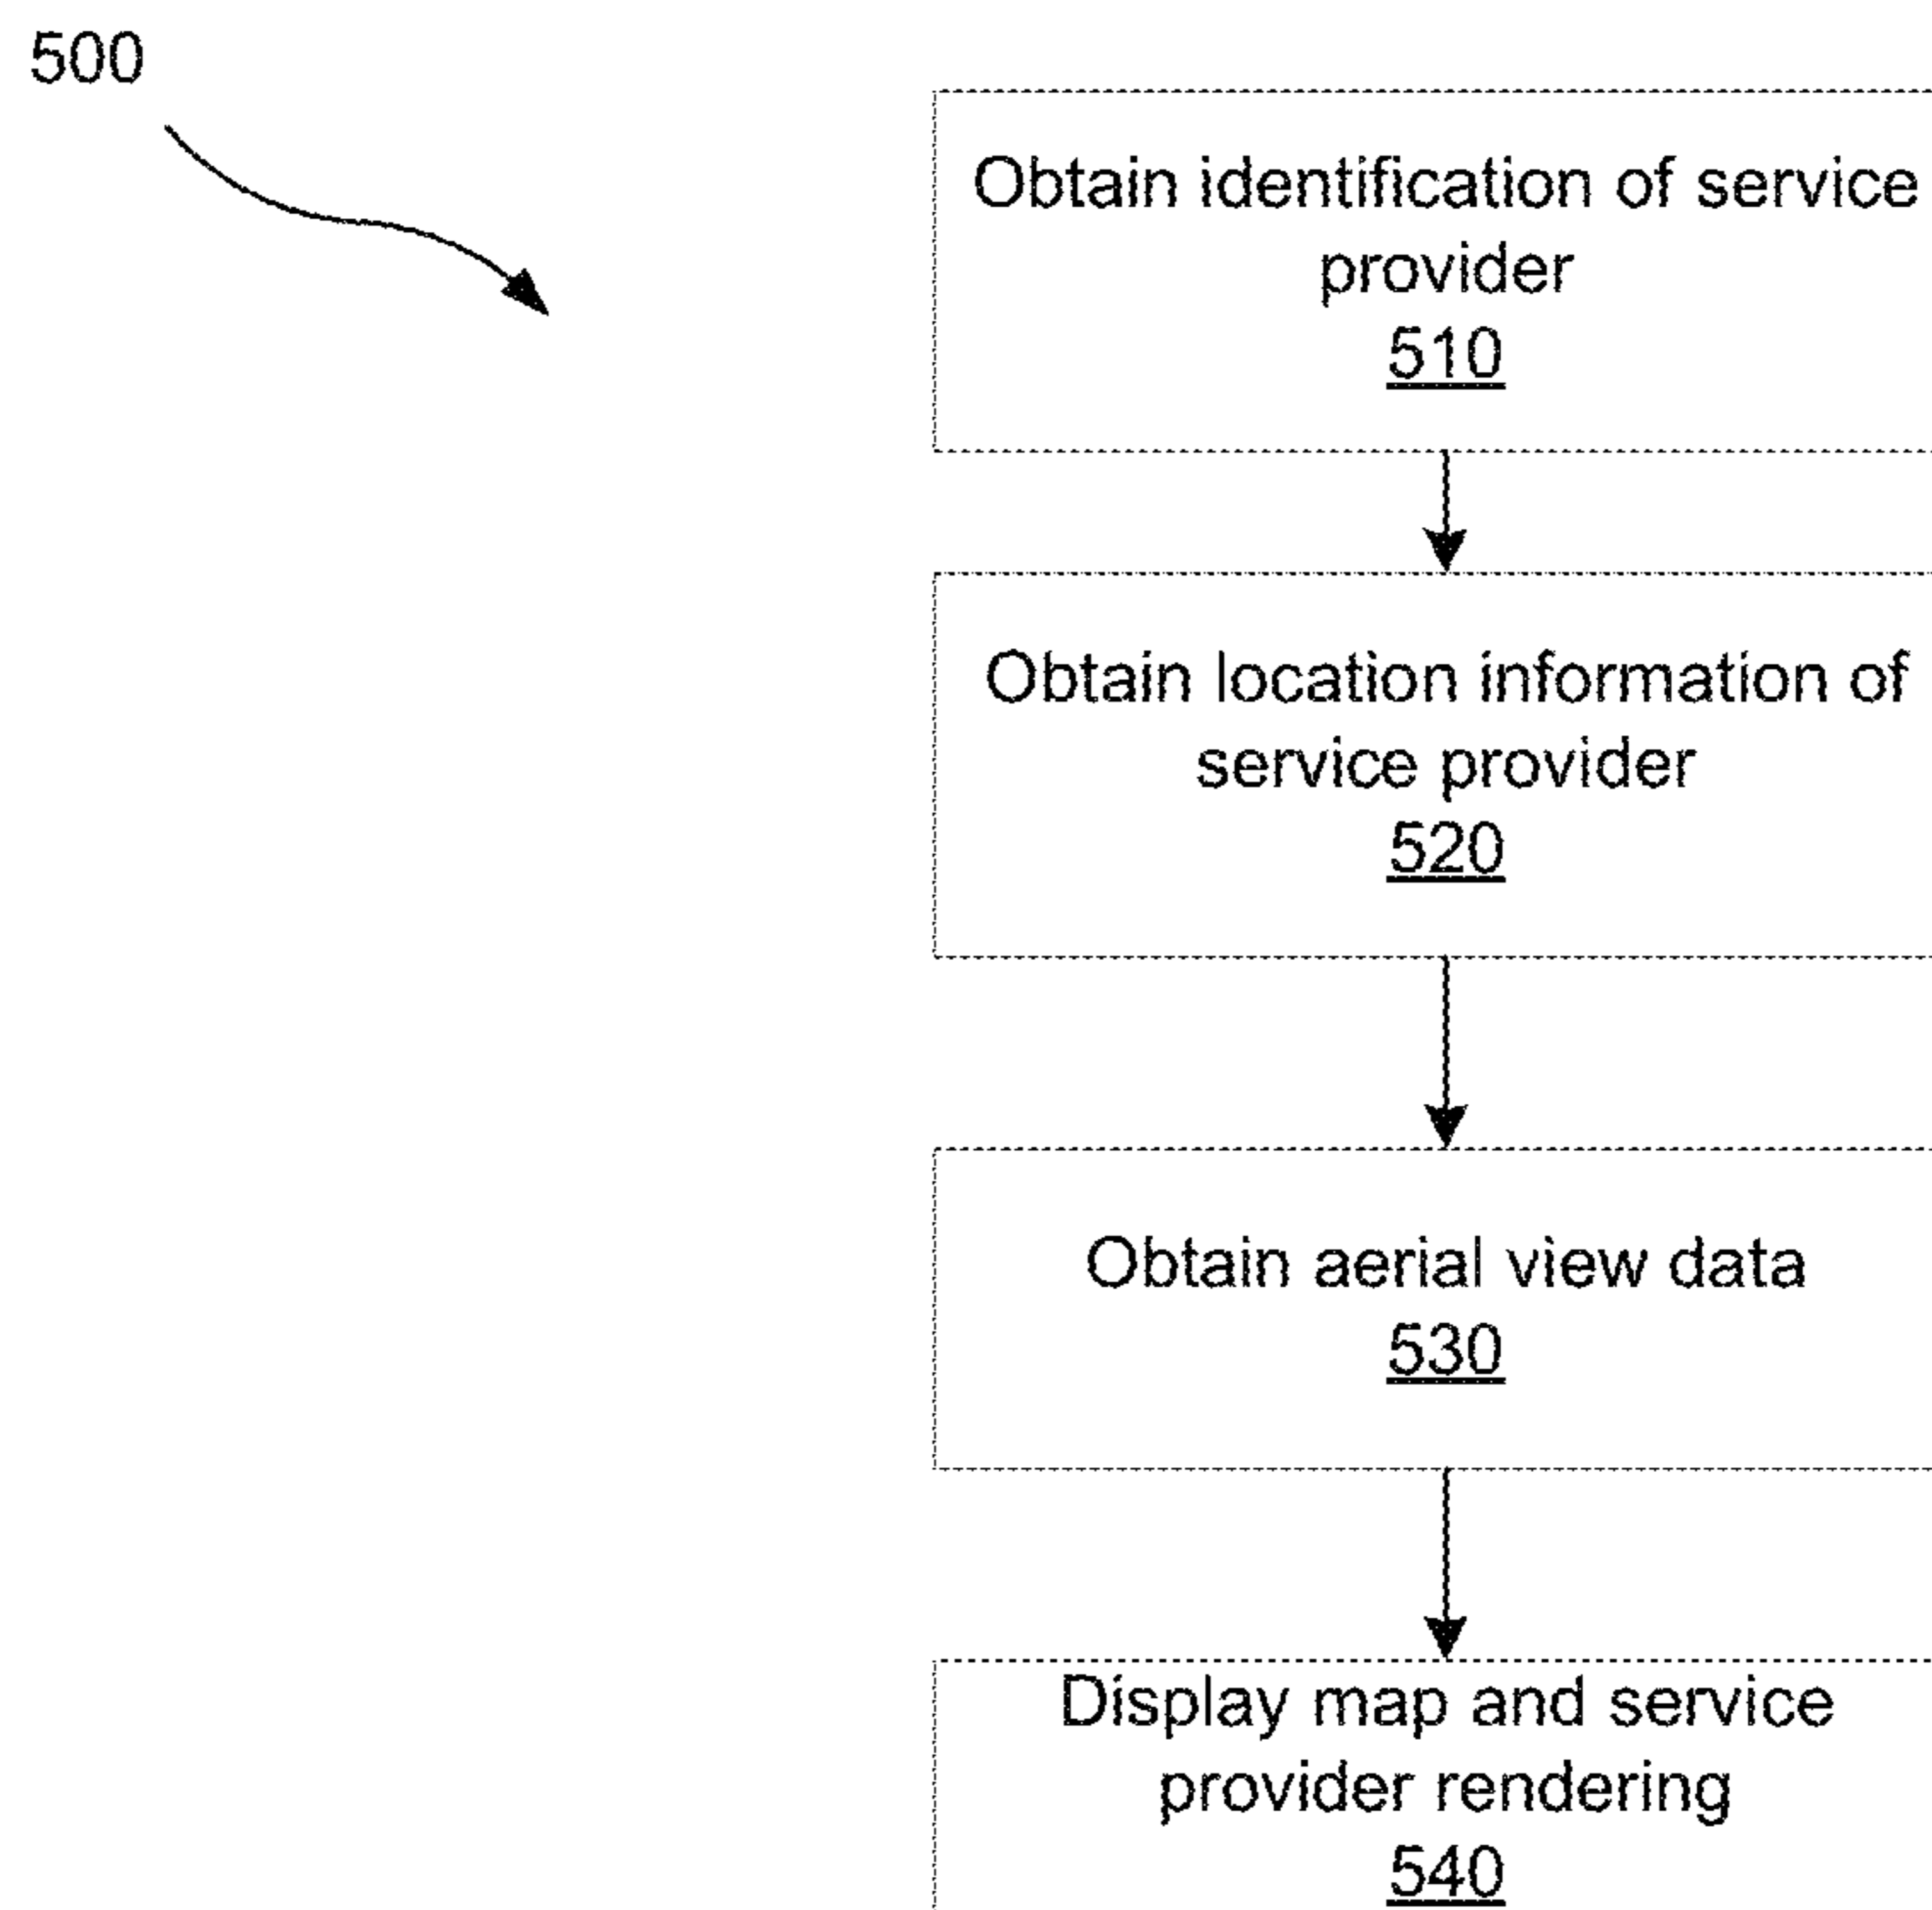 500
Obtain identification of service
provider
510
Obtain location information of
service provider
520
Obtain aerial view data
530
Display map and service
provider rendering
540